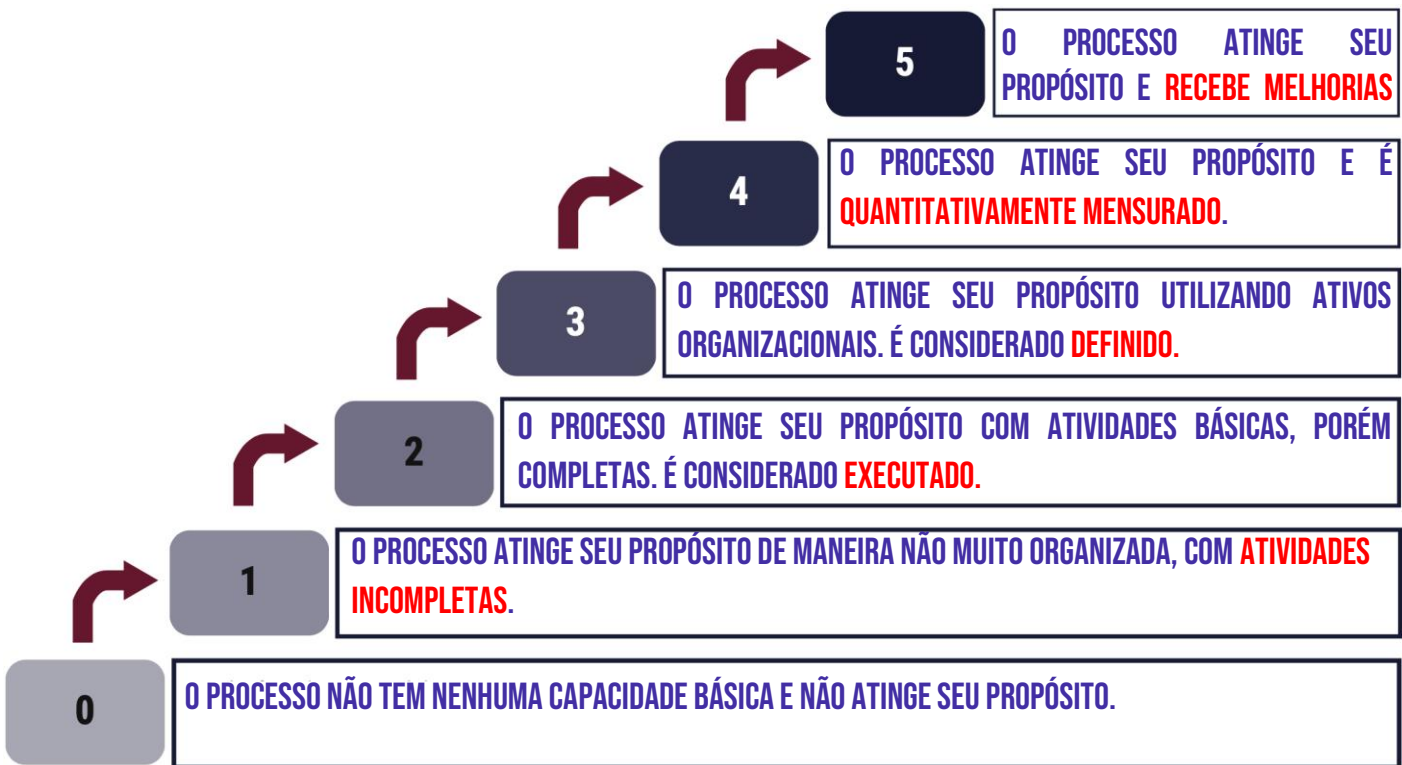 5
O PROCESSO ATINGE SEU
PROPÓSITO E RECEBE MELHORIAS
4
O PROCESSO ATINGE SEU PROPÓSITO E É
QUANTITATIVAMENTE MENSURADO.
3
O PROCESSO ATINGE SEU PROPÓSITO UTILIZANDO ATIVOS
ORGANIZACIONAIS. É CONSIDERADO DEFINIDO.
2
O PROCESSO ATINGE SEU PROPÓSITO COM ATIVIDADES BÁSICAS, PORÉM
COMPLETAS. É CONSIDERADO EXECUTADO.
1
O PROCESSO ATINGE SEU PROPÓSITO DE MANEIRA NÃO MUITO ORGANIZADA, COM ATIVIDADES
INCOMPLETAS.
0
O PROCESSO NÃO TEM NENHUMA CAPACIDADE BÁSICA E NÃO ATINGE SEU PROPÓSITO.